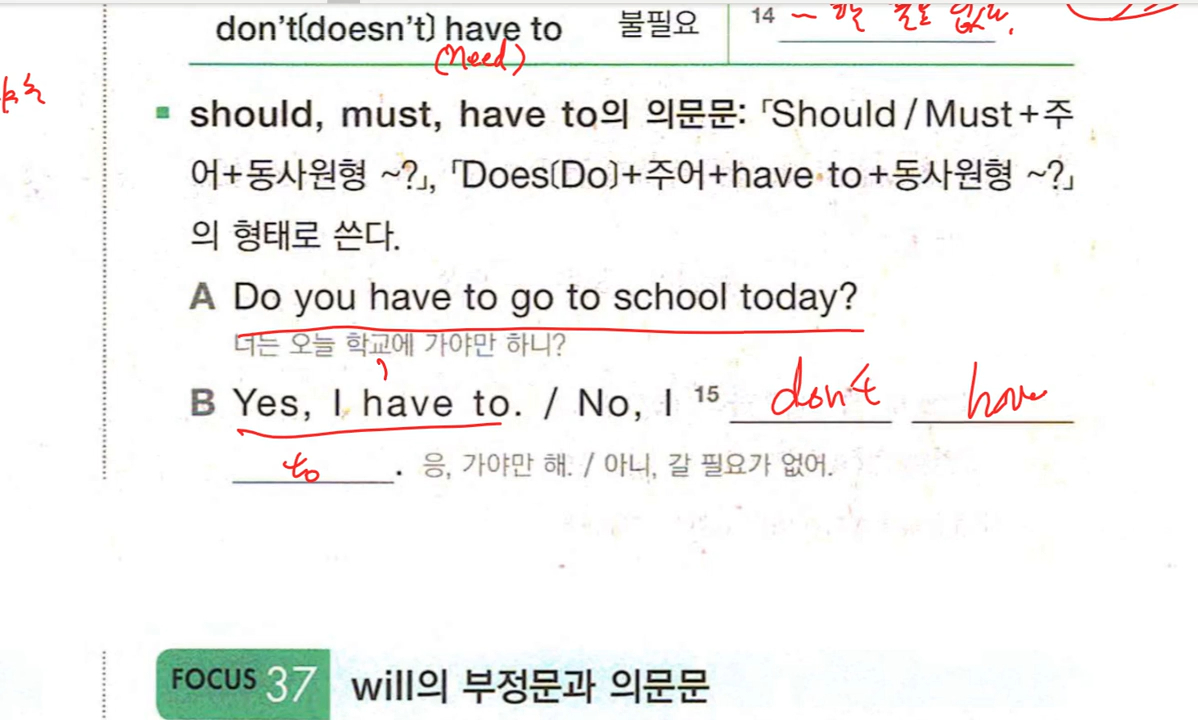 don't(doesn't) have to 불필요 14 ~ 할 필요 없다.
(need)
■ should, must, have to의 의문문: 「Should / Must+주
어+동사원형 ~?」, 「Does(Do)+주어+have to+동사원형 ~?」
의 형태로 쓴다.
A Do you have to go to school today?
너는 오늘 학교에 가야만 하니?
B Yes, I have to. / No, I 15 don't have
to . 응, 가야만 해. / 아니, 갈 필요가 없어.
FOCUS 37 will의 부정문과 의문문